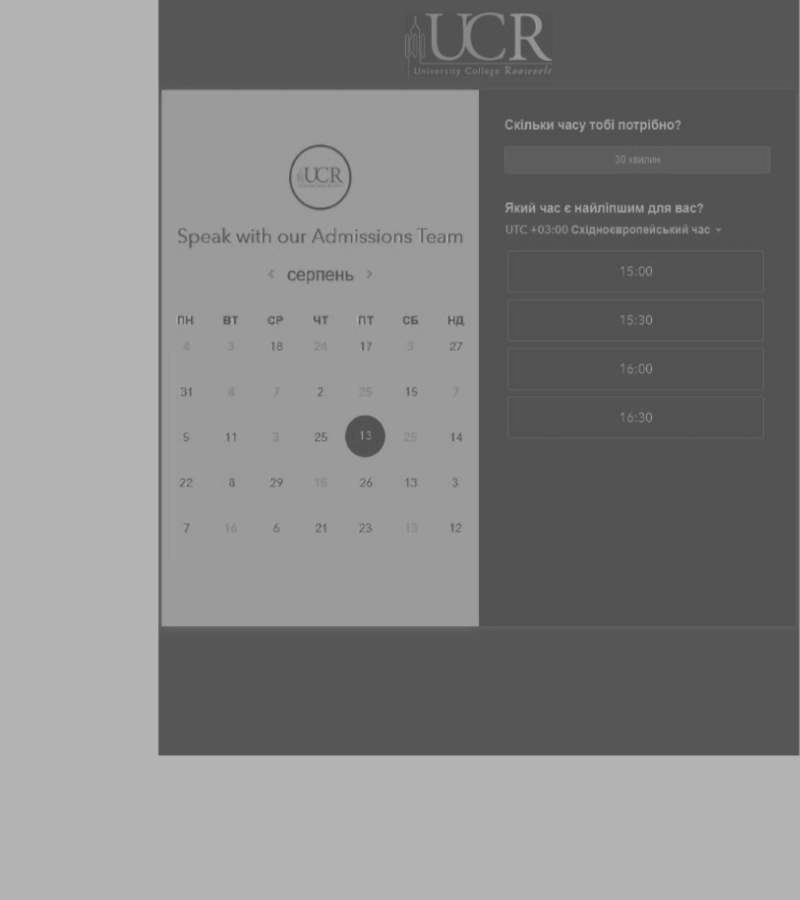 UCR
University College Roosevelt
UCR
Speak with our Admissions Team
‹ серпень ›
ПН ВТ СР ЧТ ПТ СБ НД
4 3 18 24 17 3 27
31 4 7 2 25 15 7
5 11 3 25 13 25 14
22 8 29 15 26 13 3
7 16 6 21 23 13 12
Скільки часу тобі потрібно?
30 хвилин
Який час є найліпшим для вас?
UTC +03:00 Східноєвропейський час
15:00
15:30
16:00
16:30